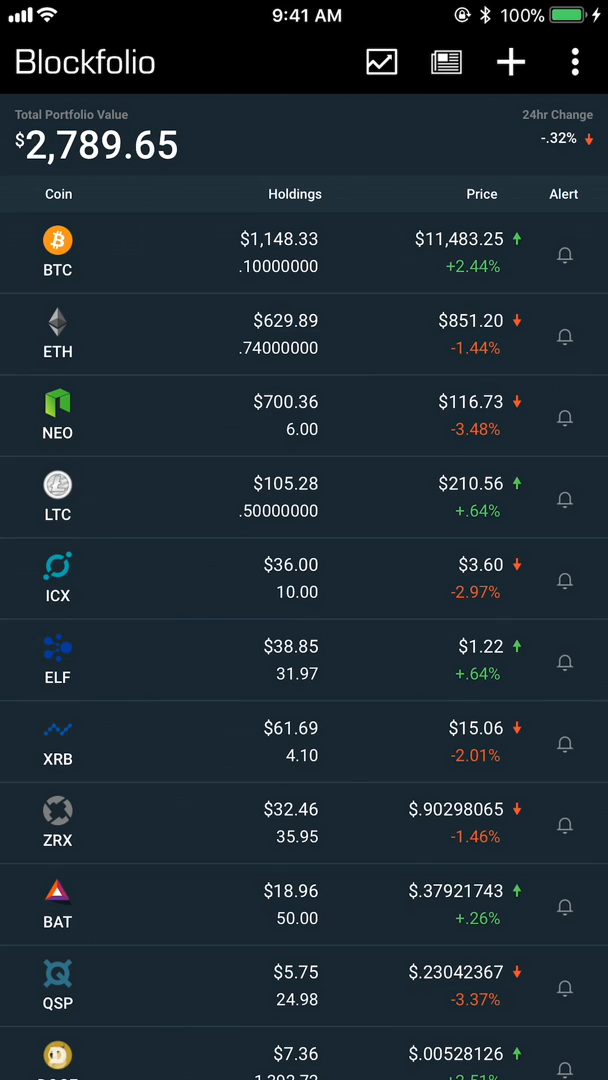 9:41 AM 100%
Blockfolio
Total Portfolio Value 24hr Change
$2,789.65 -.32%
Coin Holdings Price Alert
$1,148.33 $11,483.25
BTC .10000000 +2.44%
$629.89 $851.20
ETH .74000000 -1.44%
$700.36 $116.73
NEO 6.00 -3.48%
$105.28 $210.56
LTC .50000000 +.64%
$36.00 $3.60
ICX 10.00 -2.97%
$38.85 $1.22
ELF 31.97 +.64%
$61.69 $15.06
XRB 4.10 -2.01%
$32.46 $.90298065
ZRX 35.95 -1.46%
$18.96 $.37921743
BAT 50.00 +.26%
$5.75 $.23042367
QSP 24.98 -3.37%
$7.36 $.00528126